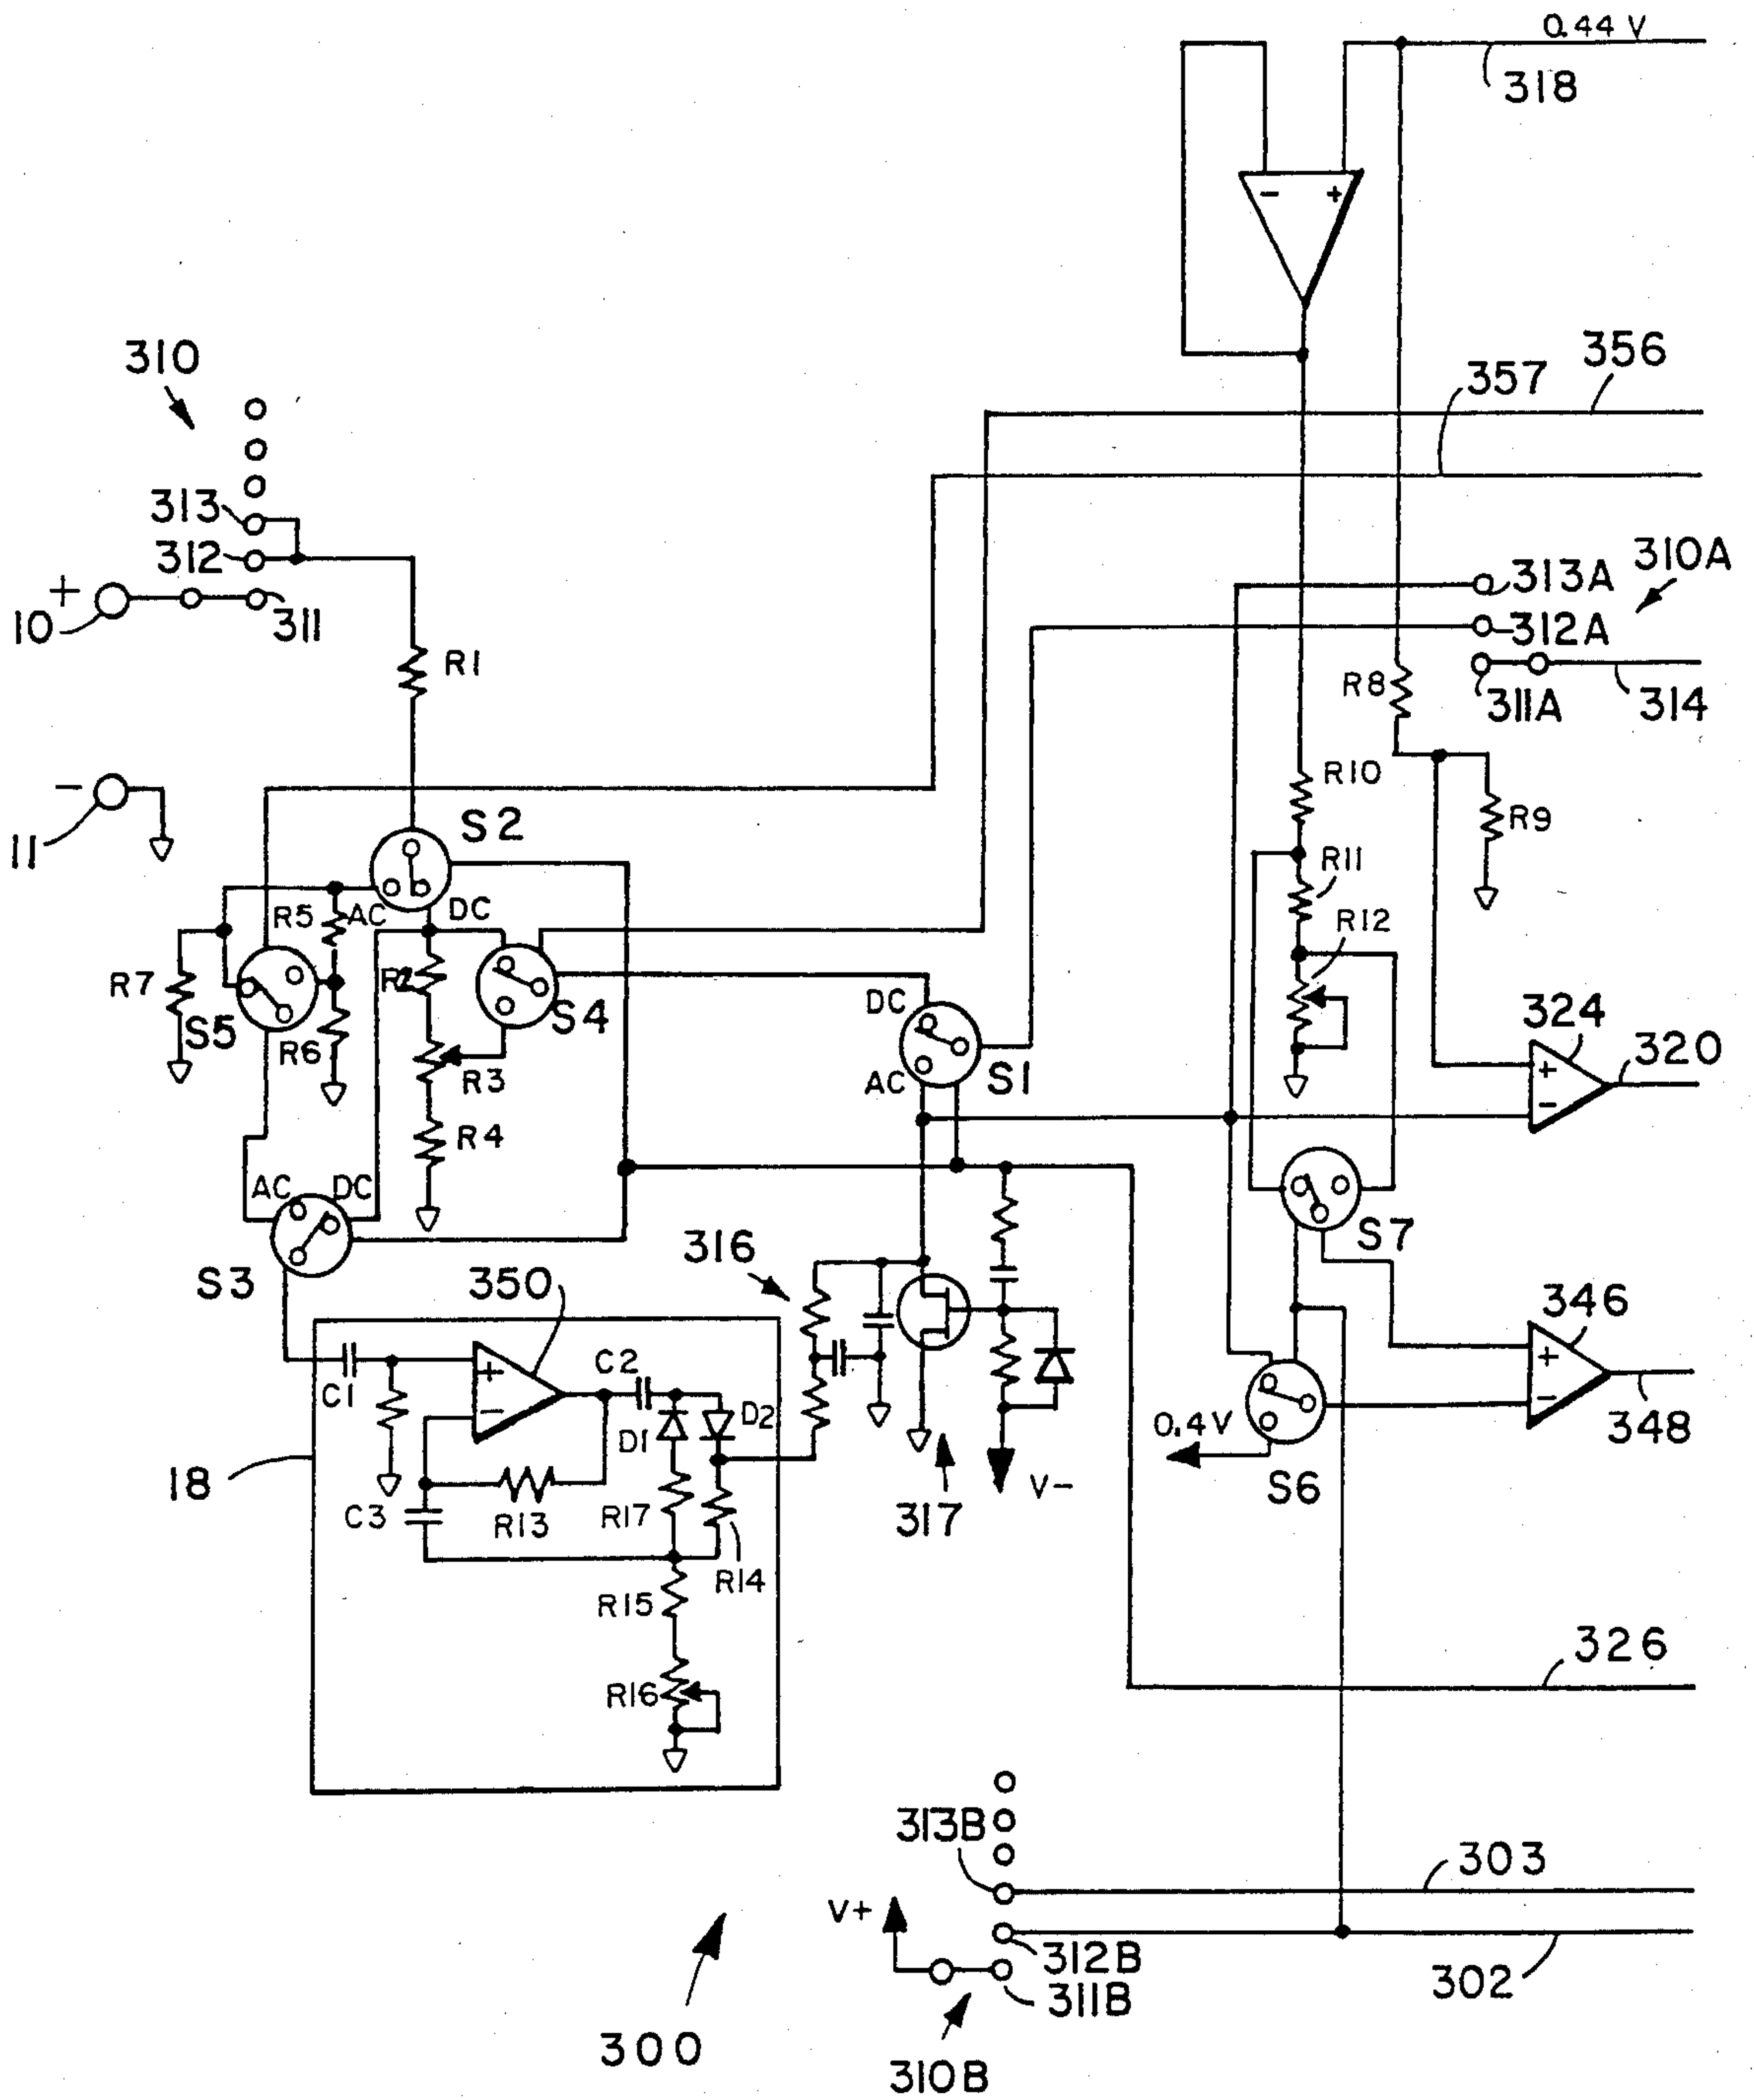 0.44 V
318
- +
310
356
357
313
312
310A
313A
+
10
311
312A
R1
R8
311A
314
-
11
R10
S2
R9
R11
R5
AC
DC
R12
R7
R2
DC
S5
R6
S4
324
320
R3
AC
S1
+
-
R4
AC
DC
S7
S3
316
350
346
C1
+
-
C2
D1
D2
0.4V
+
-
348
18
C3
R13
R17
V-
S6
317
R14
R15
R16
326
313B
303
V+
312B
302
311B
300
310B